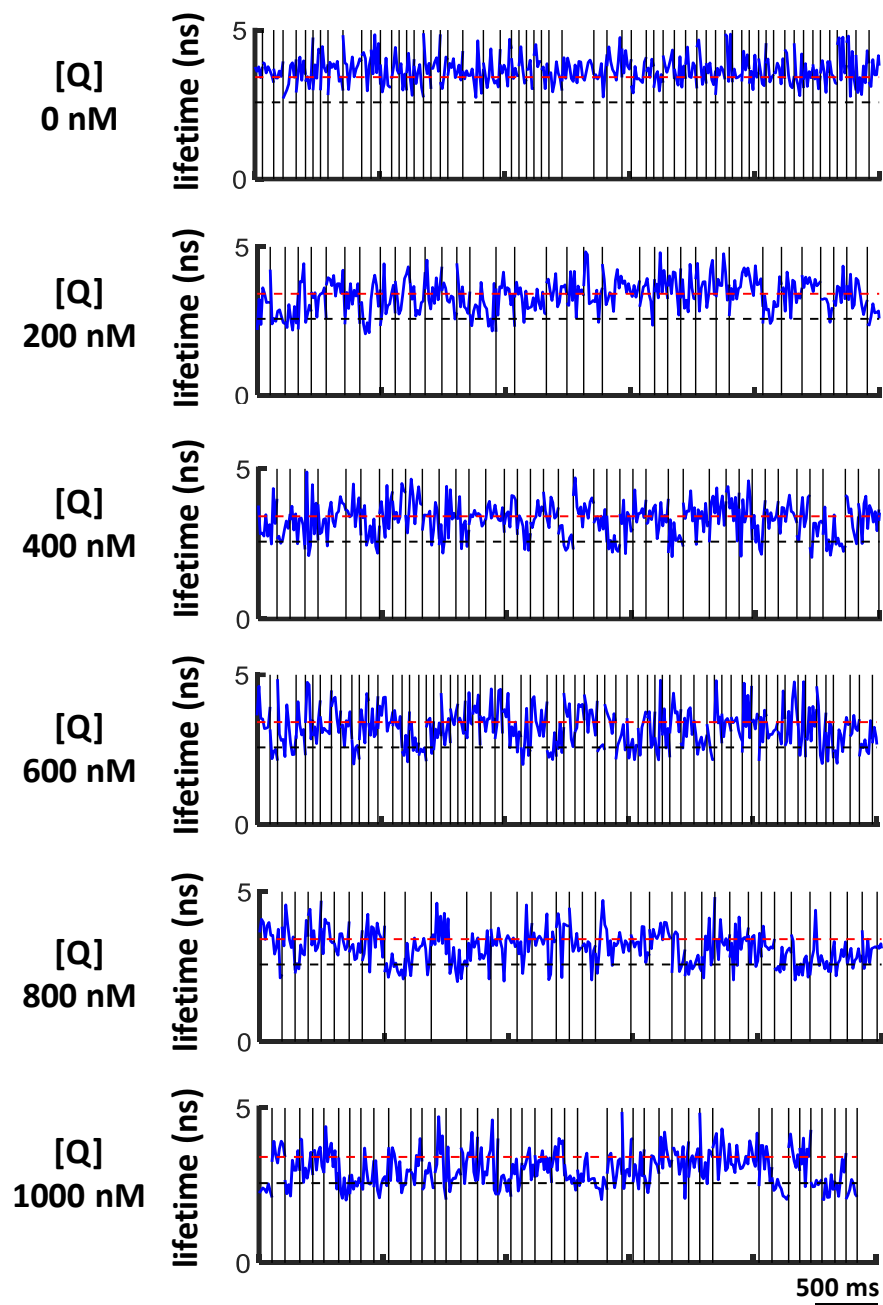 [Q]
0 nM
lifetime (ns)
5
0
[Q]
200 nM
lifetime (ns)
5
0
[Q]
400 nM
lifetime (ns)
5
0
[Q]
600 nM
lifetime (ns)
5
0
[Q]
800 nM
lifetime (ns)
5
0
[Q]
1000 nM
lifetime (ns)
5
0
500 ms